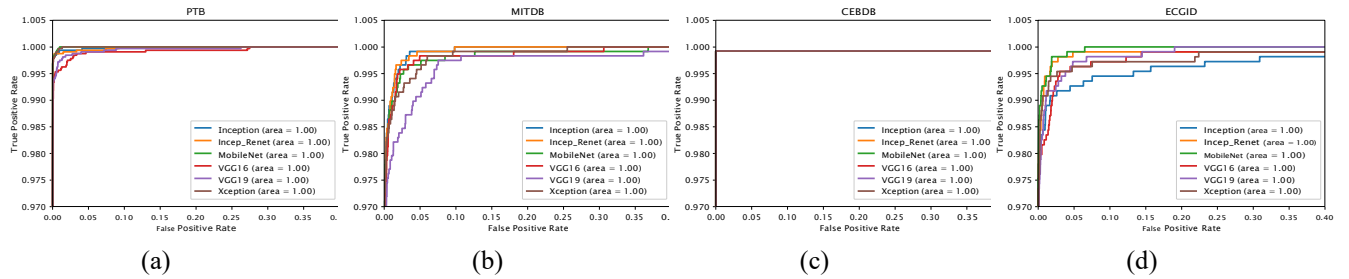 PTB
1.005
1.000
0.995
0.990
0.985
0.980
0.975
0.970
True Positive Rate
0.00 0.05 0.10 0.15 0.20 0.25 0.30 0.35
False Positive Rate
Inception (area = 1.00)
Incep_Renet (area = 1.00)
MobileNet (area = 1.00)
VGG16 (area = 1.00)
VGG19 (area = 1.00)
Xception (area = 1.00)
(a)
MITDB
1.005
1.000
0.995
0.990
0.985
0.980
0.975
0.970
True Positive Rate
0.00 0.05 0.10 0.15 0.20 0.25 0.30 0.35
False Positive Rate
Inception (area = 1.00)
Incep_Renet (area = 1.00)
MobileNet (area = 1.00)
VGG16 (area = 1.00)
VGG19 (area = 1.00)
Xception (area = 1.00)
(b)
CEBDB
1.005
1.000
0.995
0.990
0.985
0.980
0.975
0.970
True Positive Rate
0.00 0.05 0.10 0.15 0.20 0.25 0.30 0.35
False Positive Rate
Inception (area = 1.00)
Incep_Renet (area = 1.00)
MobileNet (area = 1.00)
VGG16 (area = 1.00)
VGG19 (area = 1.00)
Xception (area = 1.00)
(c)
ECGID
1.005
1.000
0.995
0.990
0.985
0.980
0.975
0.970
True Positive Rate
0.00 0.05 0.10 0.15 0.20 0.25 0.30 0.35 0.40
False Positive Rate
Inception (area = 1.00)
Incep_Renet (area = 1.00)
MobileNet (area = 1.00)
VGG16 (area = 1.00)
VGG19 (area = 1.00)
Xception (area = 1.00)
(d)